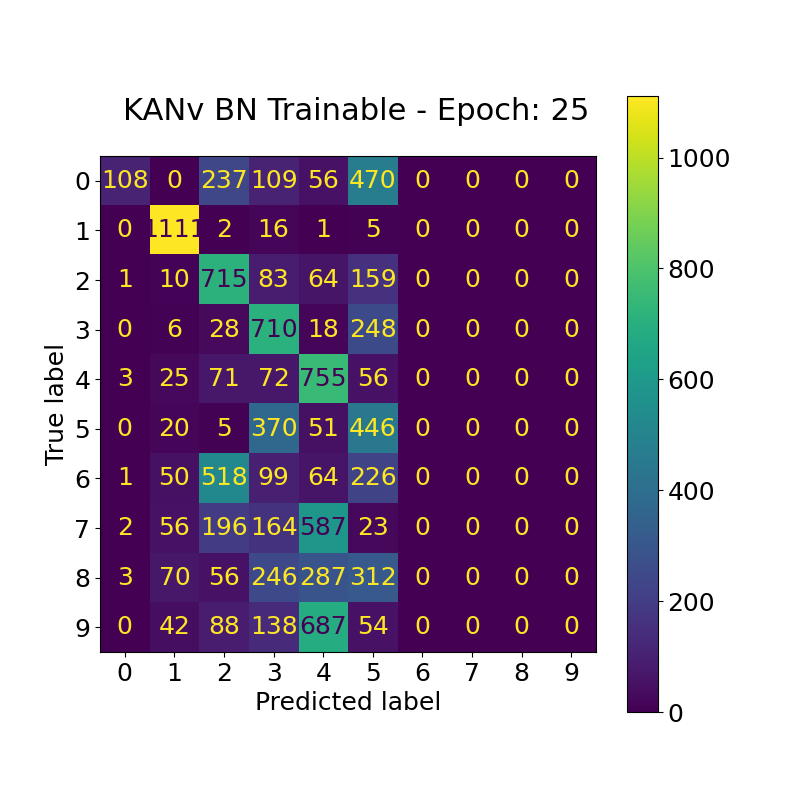 KANv BN Trainable - Epoch: 25
0 108 0 237 109 56 470 0 0 0 0
1 0 1111 2 16 1 5 0 0 0 0
2 1 10 715 83 64 159 0 0 0 0
3 0 6 28 710 18 248 0 0 0 0
4 3 25 71 72 755 56 0 0 0 0
5 0 20 5 370 51 446 0 0 0 0
6 1 50 518 99 64 226 0 0 0 0
7 2 56 196 164 587 23 0 0 0 0
8 3 70 56 246 287 312 0 0 0 0
9 0 42 88 138 687 54 0 0 0 0
0 1 2 3 4 5 6 7 8 9
Predicted label
True label
1000
800
600
400
200
0